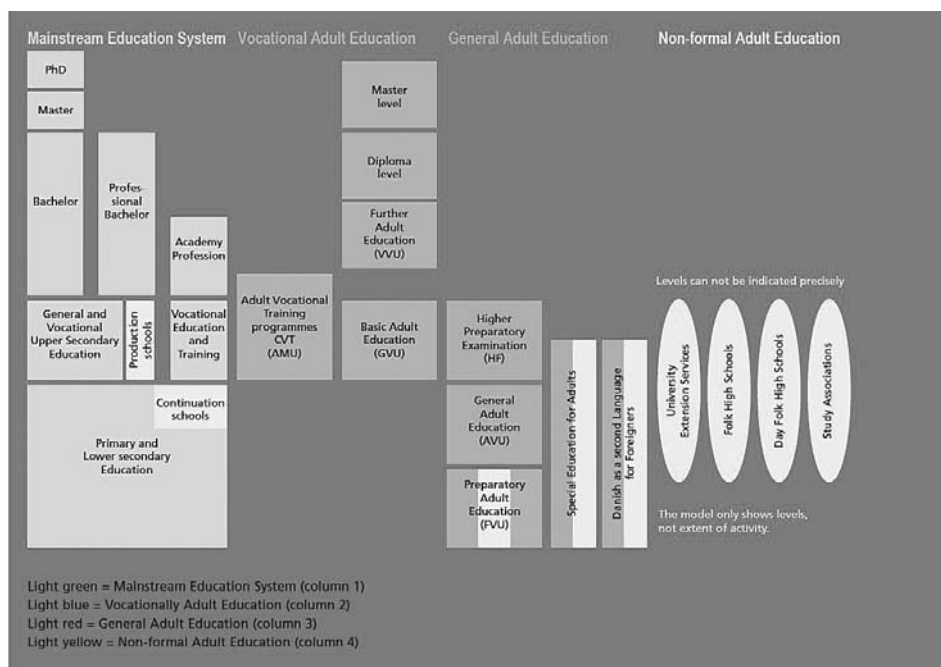 Mainstream Education System
Vocational Adult Education
General Adult Education
Non-formal Adult Education
PhD
Master
Bachelor
Profes-
sional
Bachelor
Academy
Profession
General and
Vocational
Upper Secondary
Education
Production
schools
Vocational
Education
and
Training
Continuation
schools
Primary and
Lower secondary
Education
Adult Vocational
Training
programmes
CVT
(AMU)
Master
level
Diploma
level
Further
Adult
Education
(VVU)
Basic Adult
Education
(GVU)
Higher
Preparatory
Examination
(HF)
General
Adult
Education
(AVU)
Preparatory
Adult
Education
(FVU)
Special Education for Adults
Danish as a second Language
for Foreigners
Levels can not be indicated precisely
University
Extension Services
Folk High Schools
Day Folk High Schools
Study Associations
The model only shows levels,
not extent of activity.
Light green = Mainstream Education System (column 1)
Light blue = Vocationally Adult Education (column 2)
Light red = General Adult Education (column 3)
Light yellow = Non-formal Adult Education (column 4)